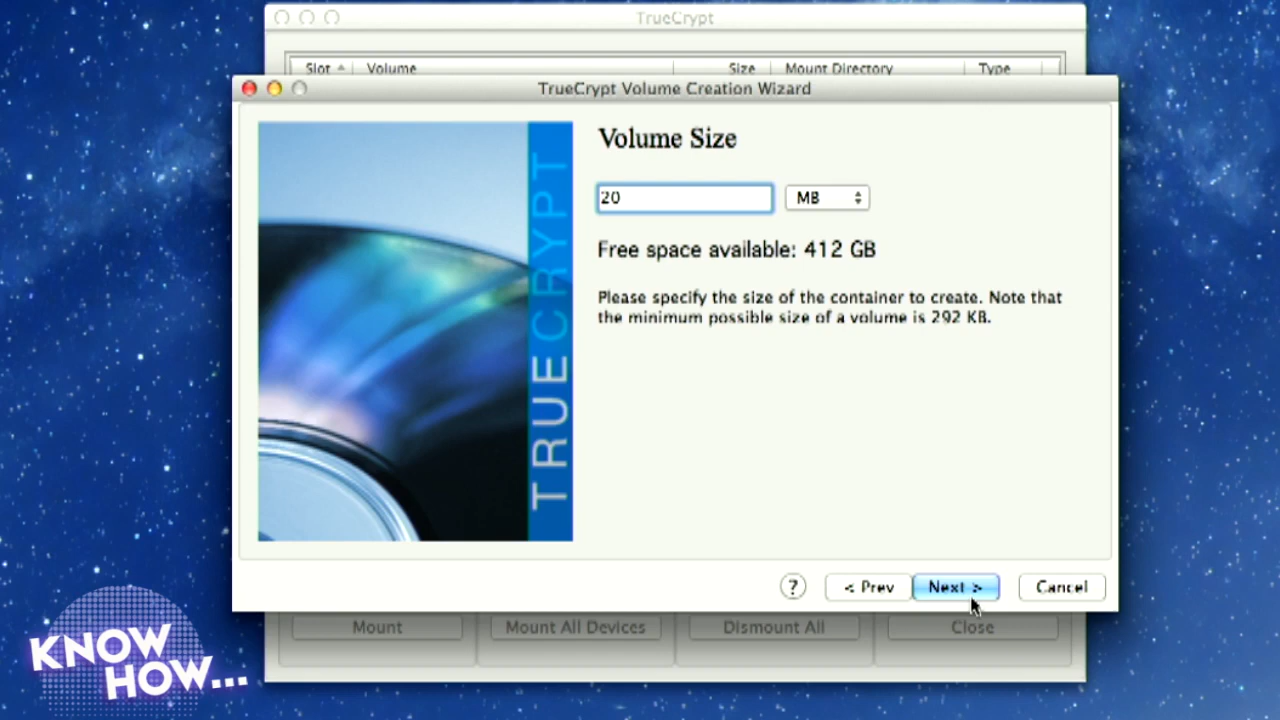 TrueCrypt
Slot Volume Size Mount Directory Type
TrueCrypt Volume Creation Wizard
TRUECRYPT
Volume Size
20 MB
Free space available: 412 GB
Please specify the size of the container to create. Note that
the minimum possible size of a volume is 292 KB.
? < Prev Next > Cancel
Mount Mount All Devices Dismount All Close
KNOW
HOW...